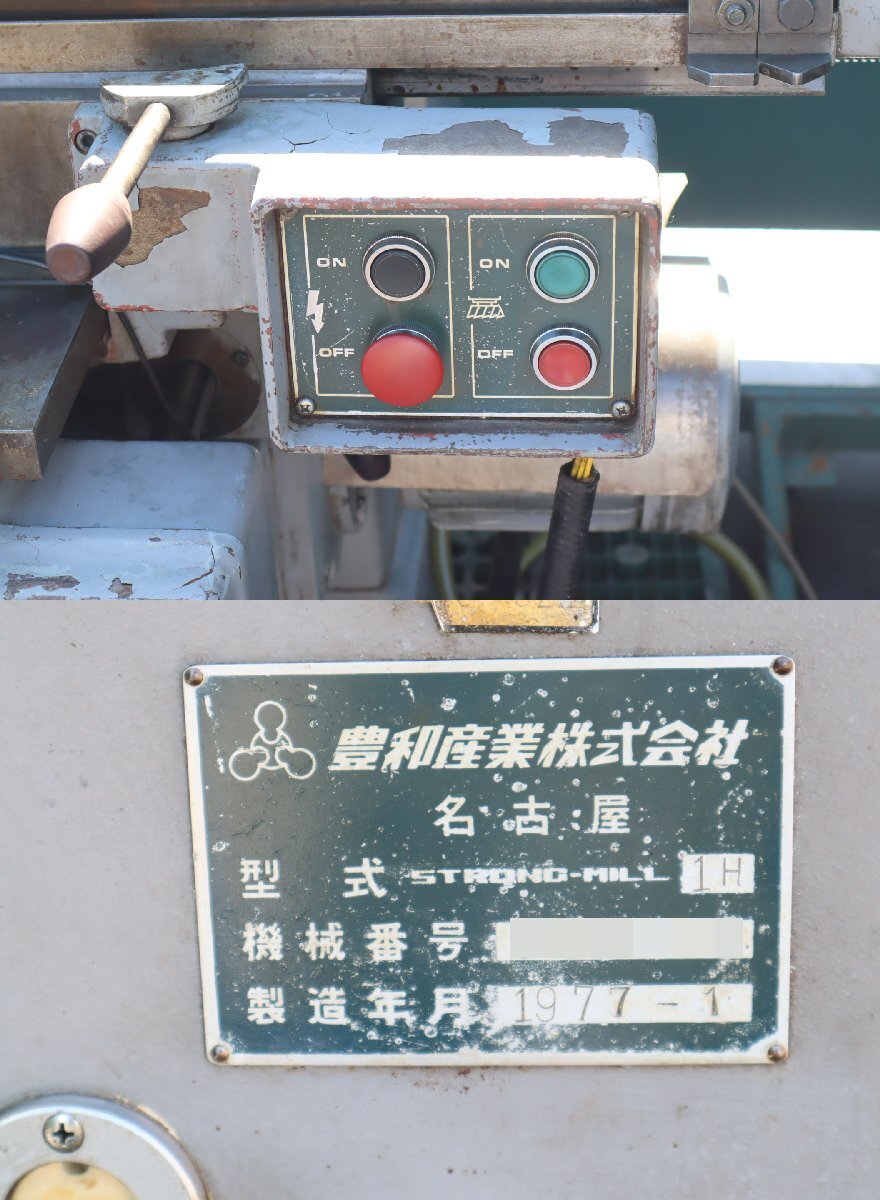 ON
ON
OFF
OFF
豊和産業株式会社
名古屋
型式 STRONG-MILL 1H
機械番号
製造年月 1977-1